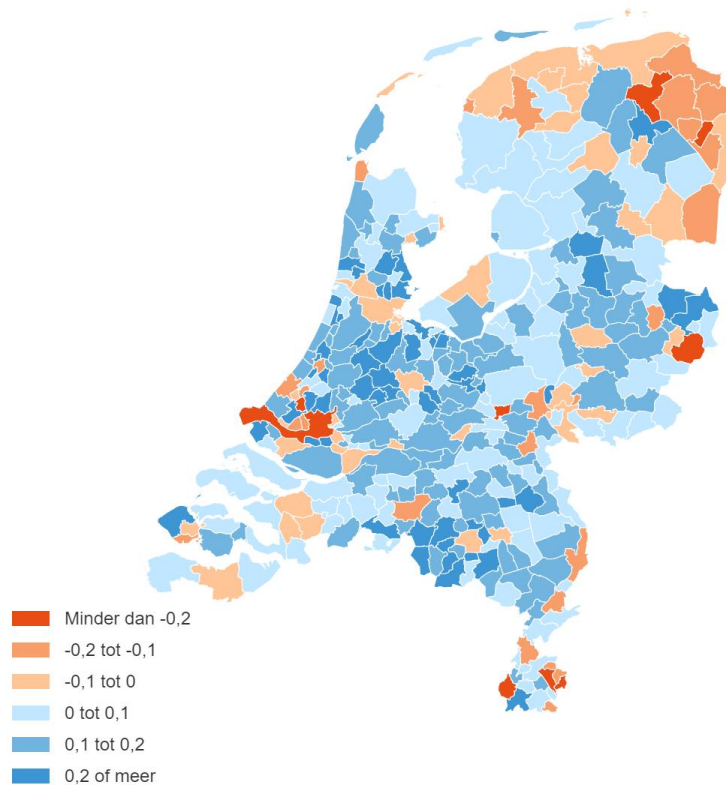 Minder dan -0,2
-0,2 tot -0,1
-0,1 tot 0
0 tot 0,1
0,1 tot 0,2
0,2 of meer